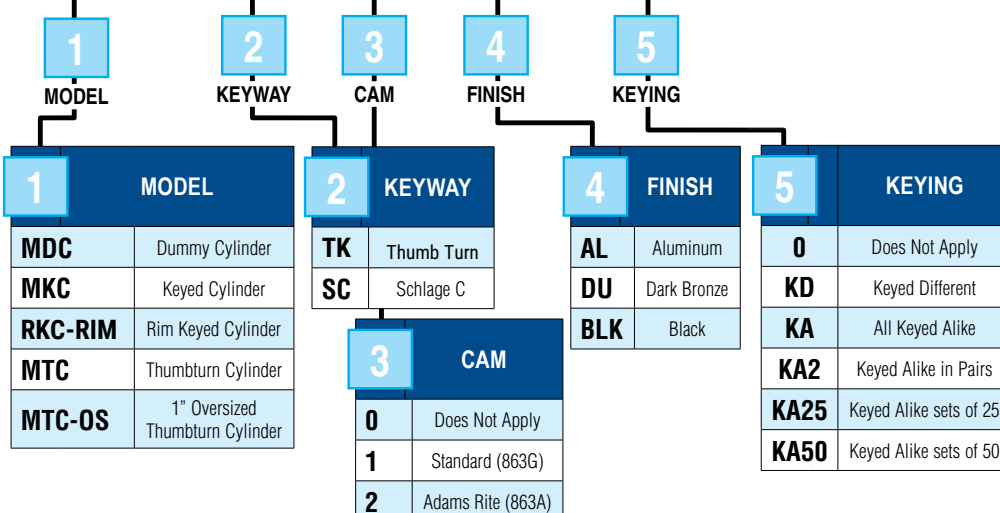 1
2
3
4
5
MODEL
KEYWAY
CAM
FINISH
KEYING
1 MODEL
MDC Dummy Cylinder
MKC Keyed Cylinder
RKC-RIM Rim Keyed Cylinder
MTC Thumbturn Cylinder
MTC-OS 1” Oversized
Thumbturn Cylinder
2 KEYWAY
TK Thumb Turn
SC Schlage C
3 CAM
0 Does Not Apply
1 Standard (863G)
2 Adams Rite (863A)
4 FINISH
AL Aluminum
DU Dark Bronze
BLK Black
5 KEYING
0 Does Not Apply
KD Keyed Different
KA All Keyed Alike
KA2 Keyed Alike in Pairs
KA25 Keyed Alike sets of 25
KA50 Keyed Alike sets of 50